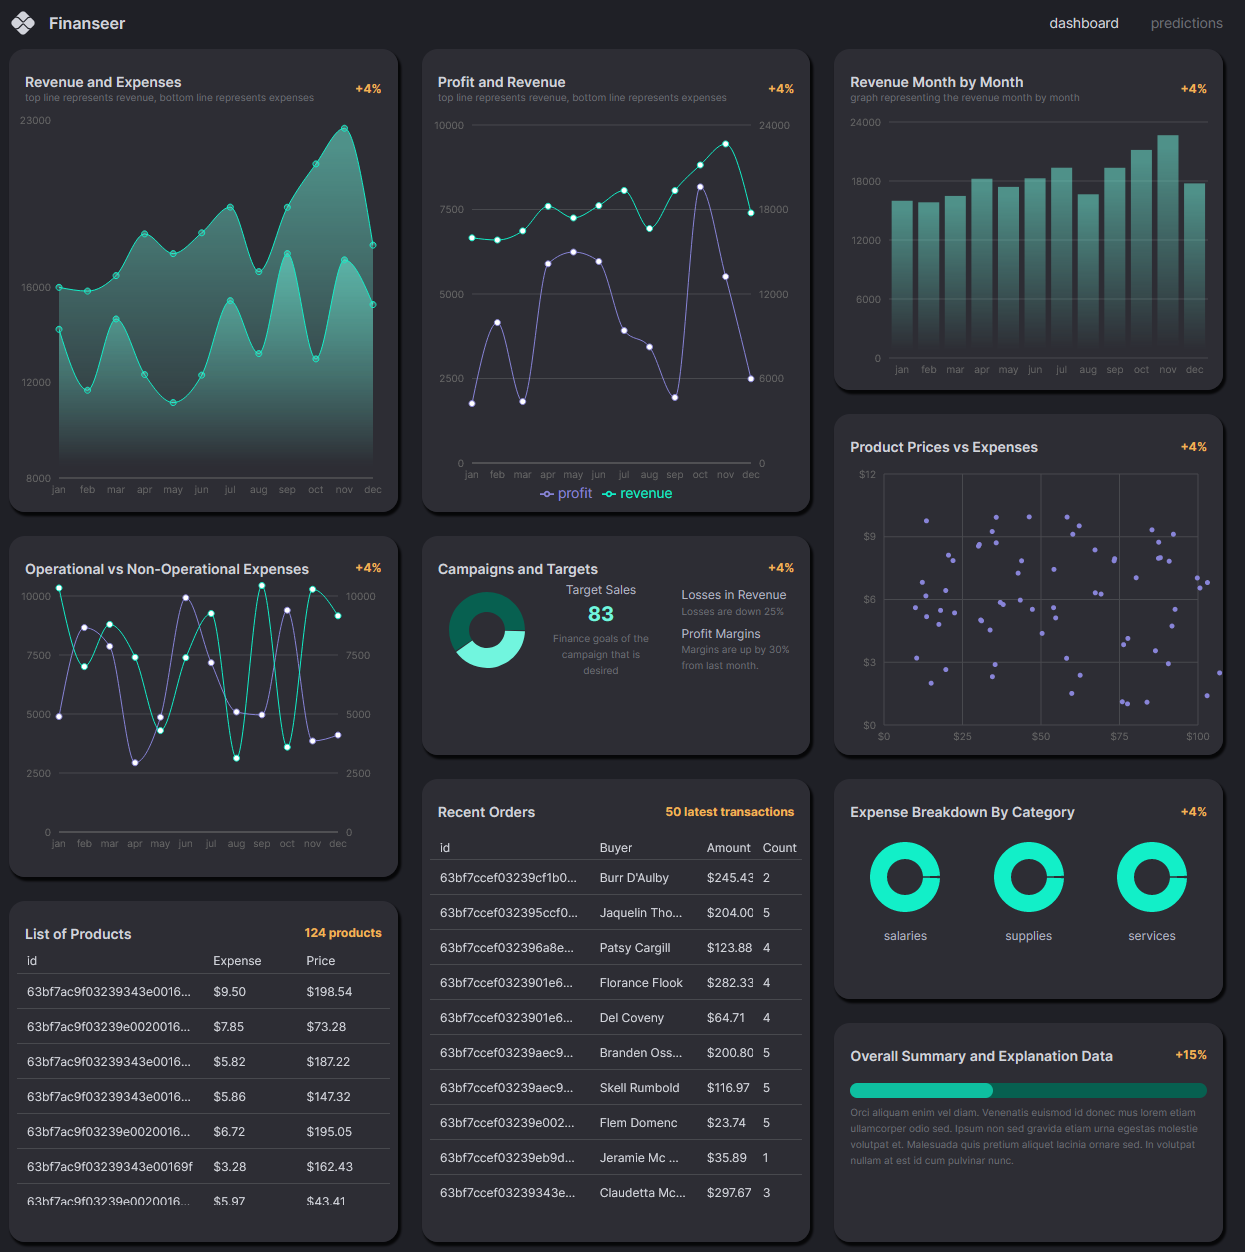 Finanseer
dashboard predictions
Revenue and Expenses
top line represents revenue, bottom line represents expenses
+4%
23000
16000
12000
8000
jan feb mar apr may jun jul aug sep oct nov dec
Profit and Revenue
top line represents revenue, bottom line represents expenses
+4%
10000 24000
7500 18000
5000 12000
2500 6000
0 0
jan feb mar apr may jun jul aug sep oct nov dec
profit revenue
Revenue Month by Month
graph representing the revenue month by month
+4%
24000
18000
12000
6000
0
jan feb mar apr may jun jul aug sep oct nov dec
Operational vs Non-Operational Expenses
+4%
10000 10000
7500 7500
5000 5000
2500 2500
0 0
jan feb mar apr may jun jul aug sep oct nov dec
Campaigns and Targets
+4%
Target Sales
83
Finance goals of the
campaign that is
desired
Losses in Revenue
Losses are down 25%
Profit Margins
Margins are up by 30%
from last month.
Product Prices vs Expenses
+4%
$12
$9
$6
$3
$0
$0 $25 $50 $75 $100
List of Products
124 products
id Expense Price
63bf7ac9f03239343e0016... $9.50 $198.54
63bf7ac9f03239e0020016... $7.85 $73.28
63bf7ac9f03239343e0016... $5.82 $187.22
63bf7ac9f03239343e0016... $5.86 $147.32
63bf7ac9f03239e0020016... $6.72 $195.05
63bf7ac9f03239343e00169f $3.28 $162.43
63bf7ac9f03239e0020016... $5.97 $43.41
Recent Orders
50 latest transactions
id Buyer Amount Count
63bf7ccef03239cf1b0... Burr D'Aulby $245.43 2
63bf7ccef032395ccf0... Jaquelin Tho... $204.00 5
63bf7ccef032396a8e... Patsy Cargill $123.88 4
63bf7ccef0323901e6... Florance Flook $282.33 4
63bf7ccef0323901e6... Del Coveny $64.71 4
63bf7ccef03239aec9... Branden Oss... $200.80 5
63bf7ccef03239aec9... Skell Rumbold $116.97 5
63bf7ccef03239e002... Flem Domenc $23.74 5
63bf7ccef03239eb9d... Jeramie Mc ... $35.89 1
63bf7ccef03239343e... Claudetta Mc... $297.67 3
Expense Breakdown By Category
+4%
salaries supplies services
Overall Summary and Explanation Data
+15%
Orci aliquam enim vel diam. Venenatis euismod id donec mus lorem etiam
ullamcorper odio sed. Ipsum non sed gravida etiam urna egestas molestie
volutpat et. Malesuada quis pretium aliquet lacinia ornare sed. In volutpat
nullam at est id cum pulvinar nunc.